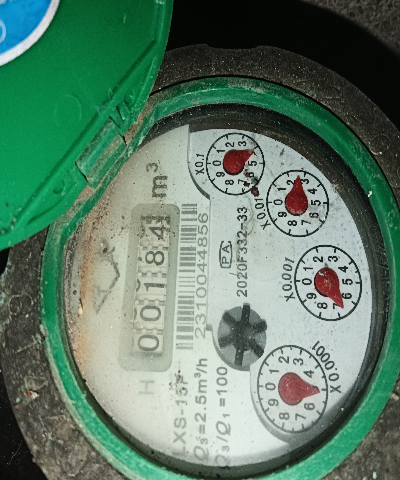 00184 m³
H
2310044856
LXS-15F
PA
2020F332-33
Q3=2.5m³/h
Q3/Q1=100
X0.1
X0.01
X0.001
X0.0001